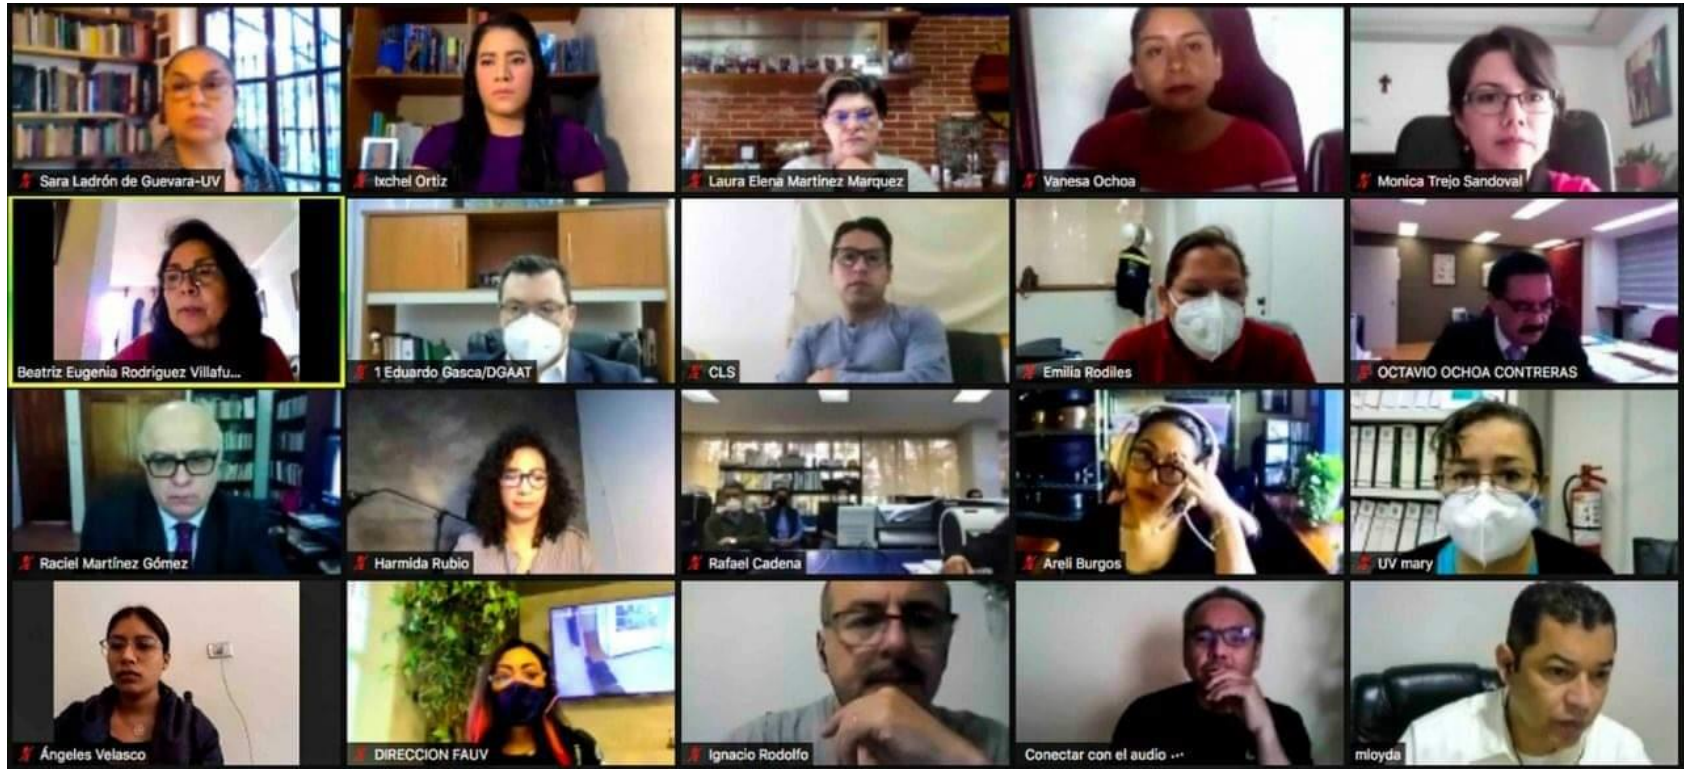 Sara Ladrón de Guevara-UV
Ixchel Ortiz
Laura Elena Martinez Marquez
Vanesa Ochoa
Monica Trejo Sandoval
Beatriz Eugenia Rodriguez Villafu...
1 Eduardo Gasca/DGAAT
CLS
Emilia Rodiles
OCTAVIO OCHOA CONTRERAS
Raciel Martínez Gómez
Harmida Rubio
Rafael Cadena
Areli Burgos
UV mary
Ángeles Velasco
DIRECCION FAUV
Ignacio Rodolfo
Conectar con el audio ...
mloyda